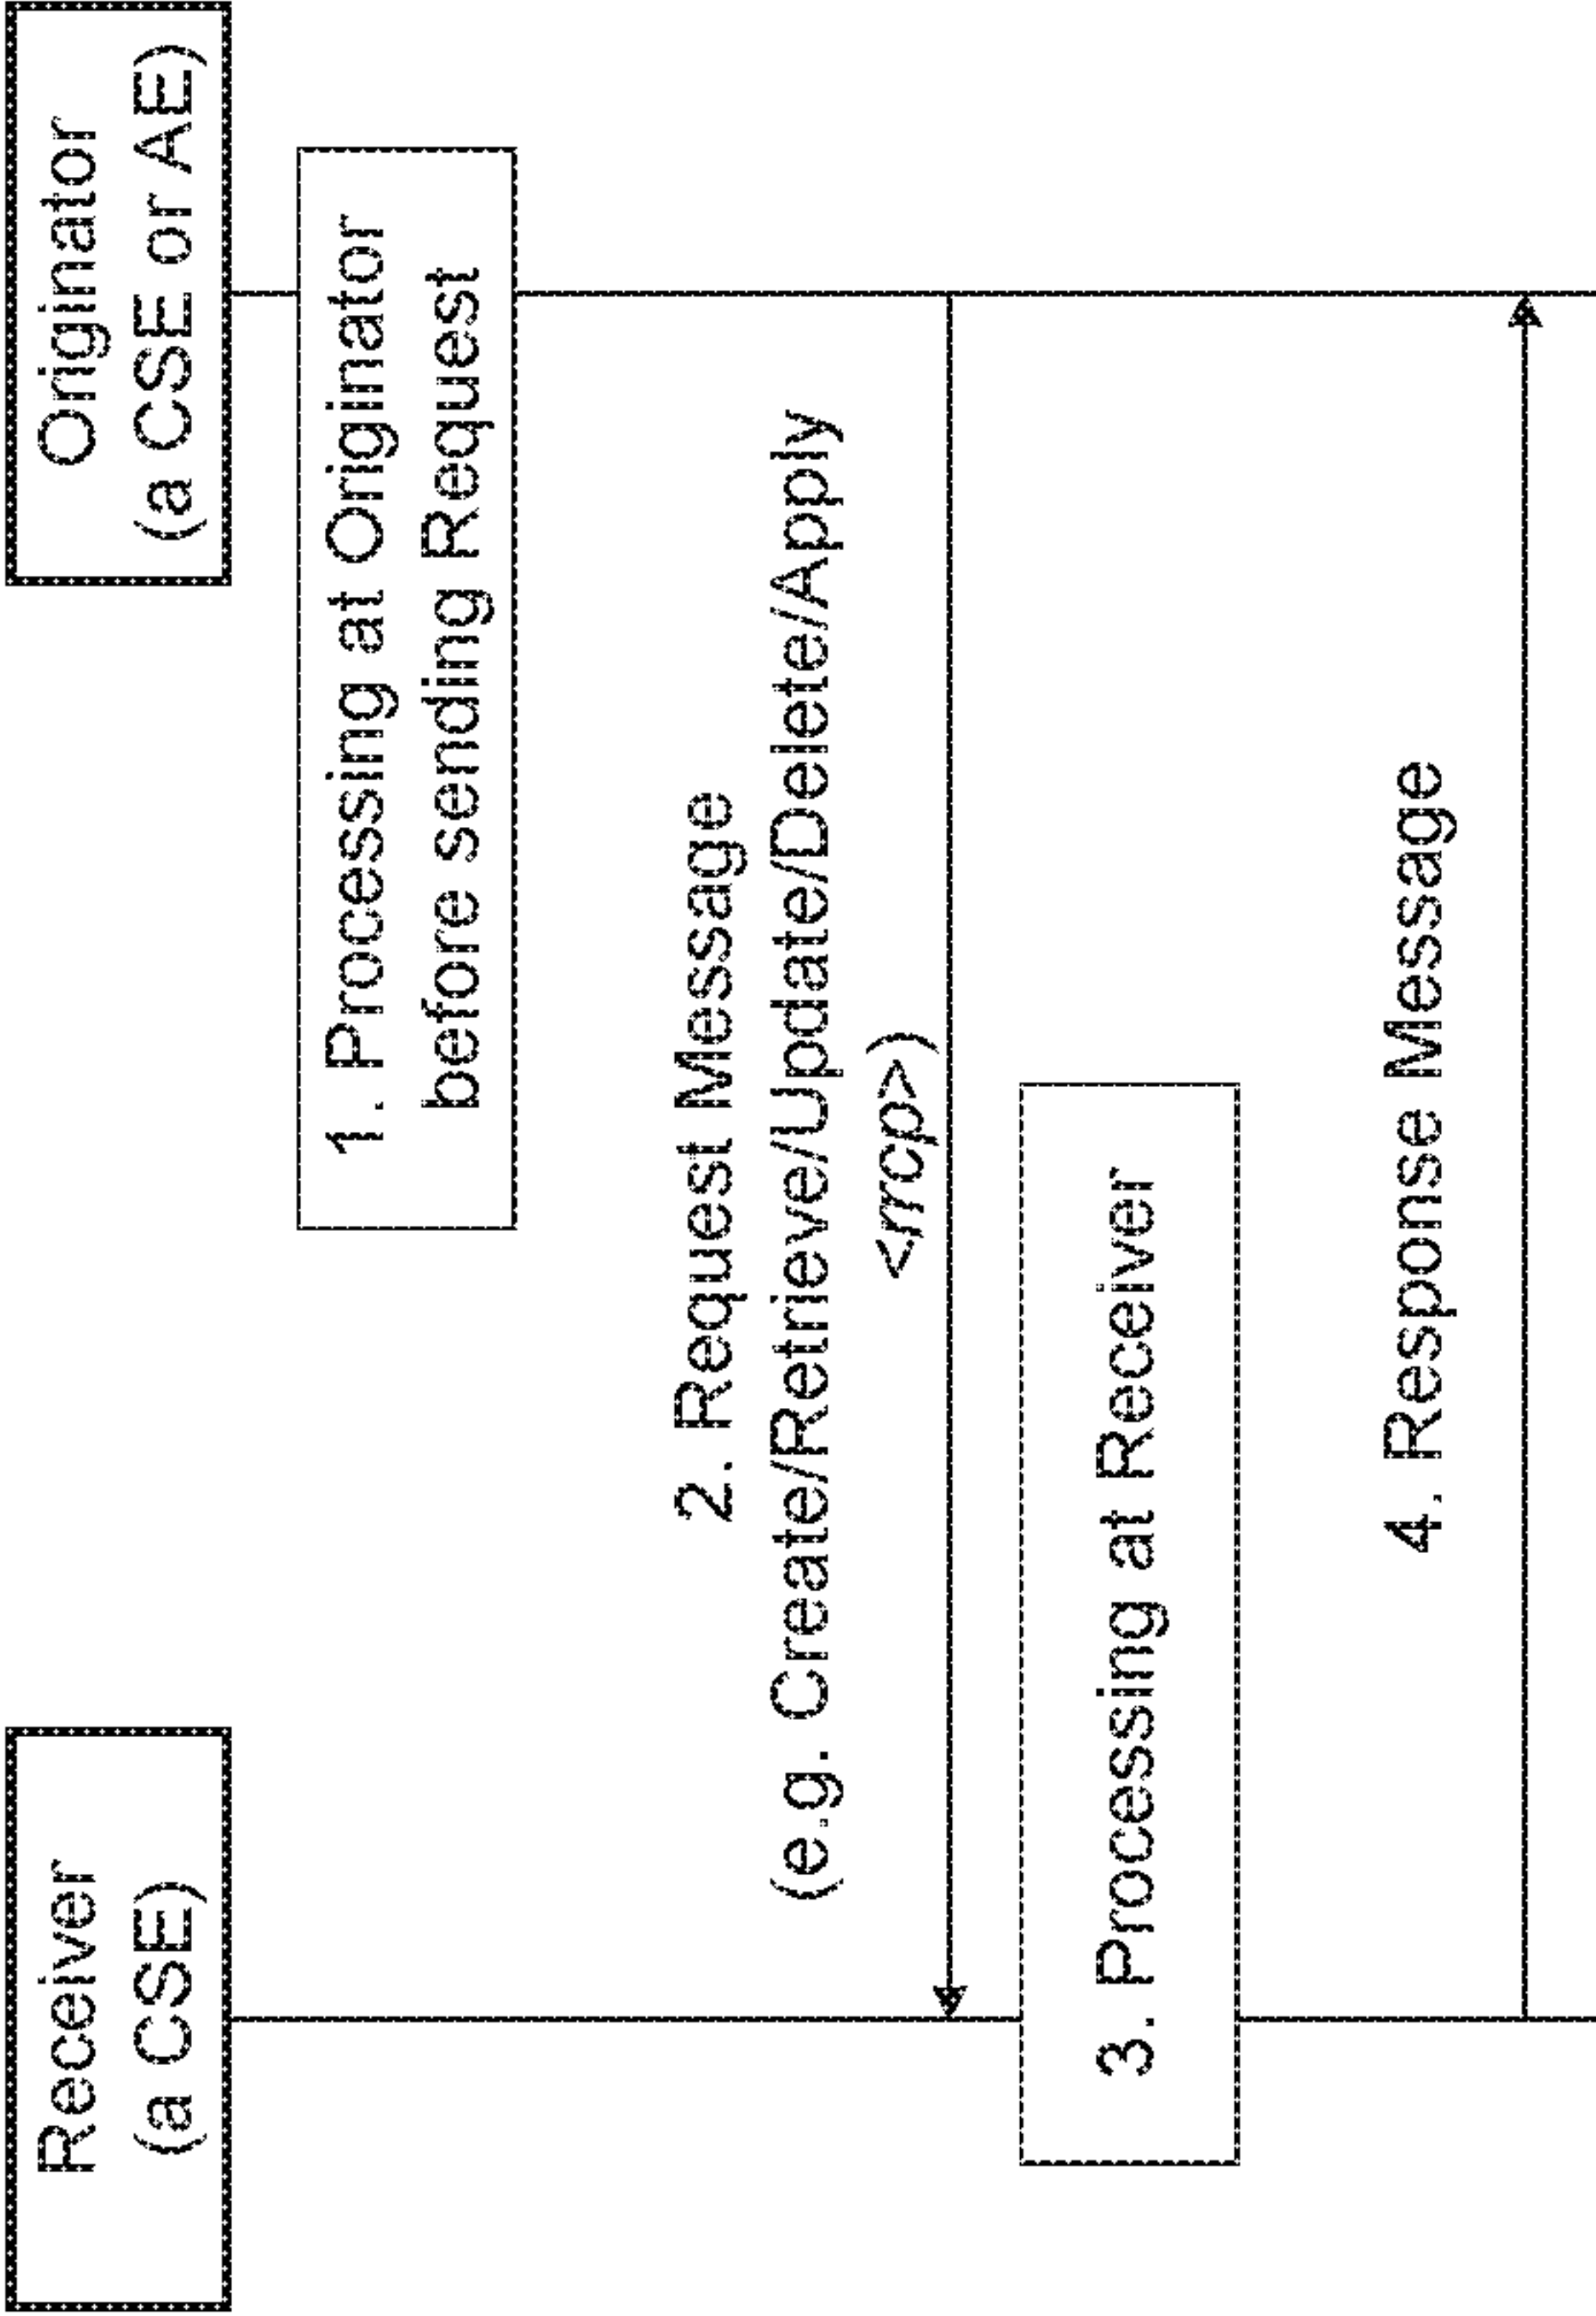 Receiver
(a CSE)
Originator
(a CSE or AE)
1. Processing at Originator
before sending Request
2. Request Message
(e.g. Create/Retrieve/Update/Delete/Apply
<rrcp>)
3. Processing at Receiver
4. Response Message